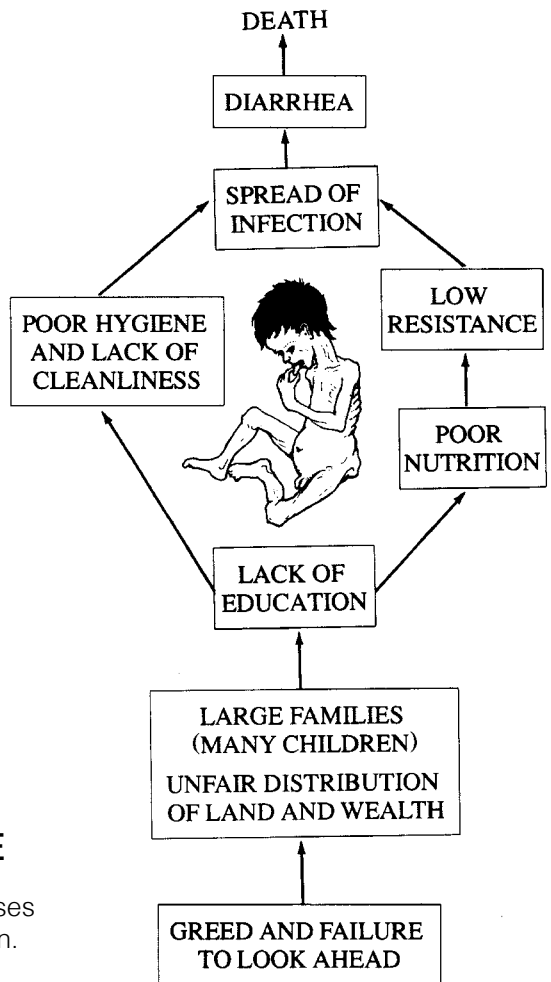 DEATH
DIARRHEA
SPREAD OF
INFECTION
POOR HYGIENE
AND LACK OF
CLEANLINESS
LOW
RESISTANCE
POOR
NUTRITION
LACK OF
EDUCATION
LARGE FAMILIES
(MANY CHILDREN)
UNFAIR DISTRIBUTION
OF LAND AND WEALTH
GREED AND FAILURE
TO LOOK AHEAD